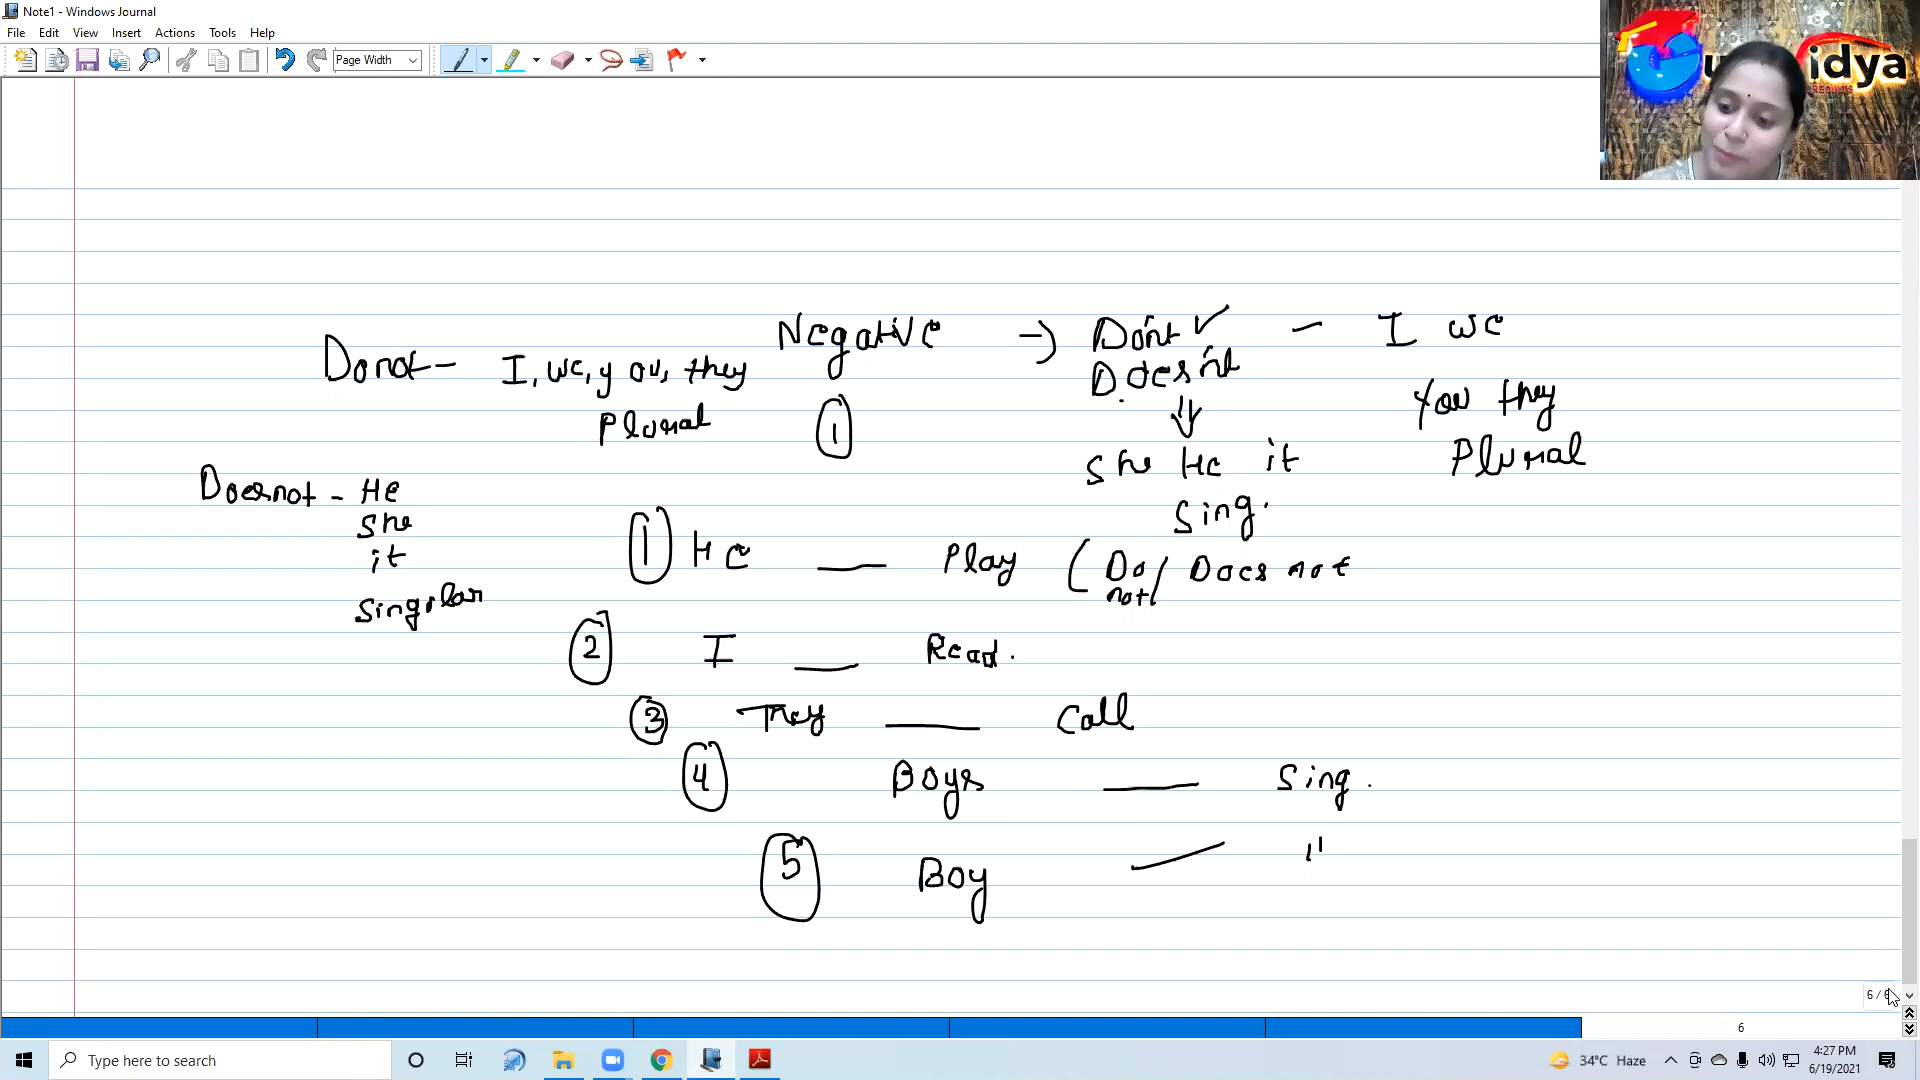 Note1 - Windows Journal
File Edit View Insert Actions Tools Help
Page Width
idya
Negative → Don't ✓ – I we
Do not – I, we, you, they
Doesn't
You they
Plural
1
She He it
Plural
Does not – He
She
it
Singular
Sing.
1 He ___ Play (Do not / Does not
2 I ___ Read.
3 They ___ Call
4 Boys ___ Sing.
5 Boy ___ "
6 / 6
6
Type here to search
34°C Haze
4:27 PM
6/19/2021